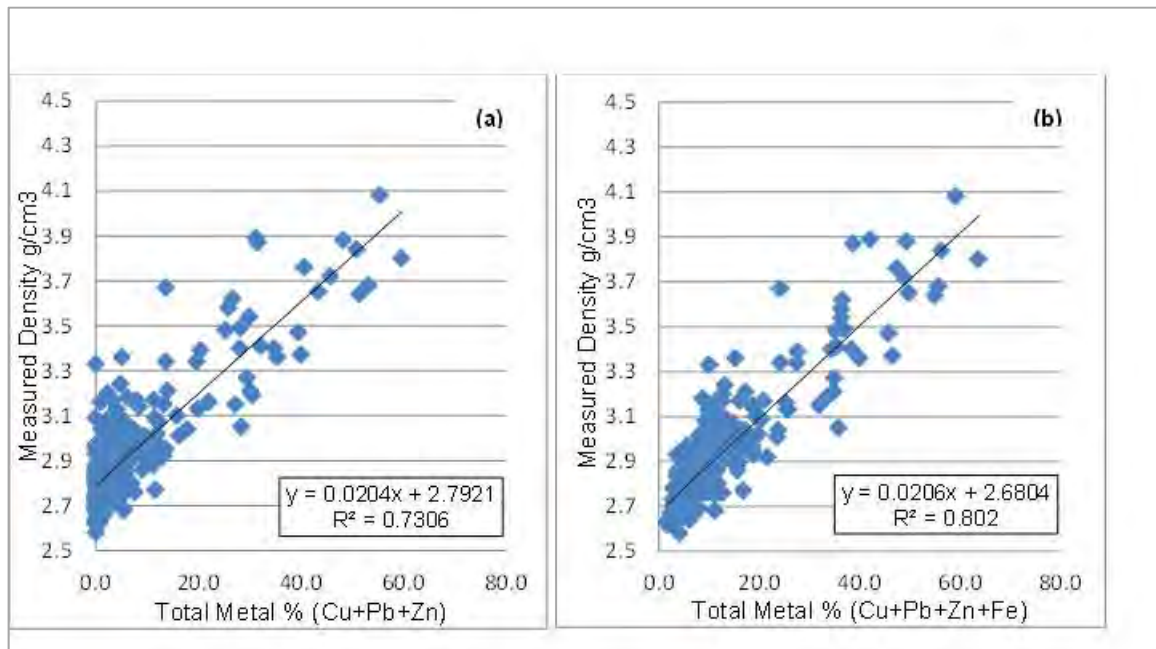 (a)
4.5
4.3
4.1
3.9
3.7
3.5
3.3
3.1
2.9
2.7
2.5
Measured Density g/cm3
y = 0.0204x + 2.7921
R² = 0.7306
0.0 20.0 40.0 60.0 80.0
Total Metal % (Cu+Pb+Zn)
(b)
4.5
4.3
4.1
3.9
3.7
3.5
3.3
3.1
2.9
2.7
2.5
Measured Density g/cm3
y = 0.0206x + 2.6804
R² = 0.802
0.0 20.0 40.0 60.0 80.0
Total Metal % (Cu+Pb+Zn+Fe)